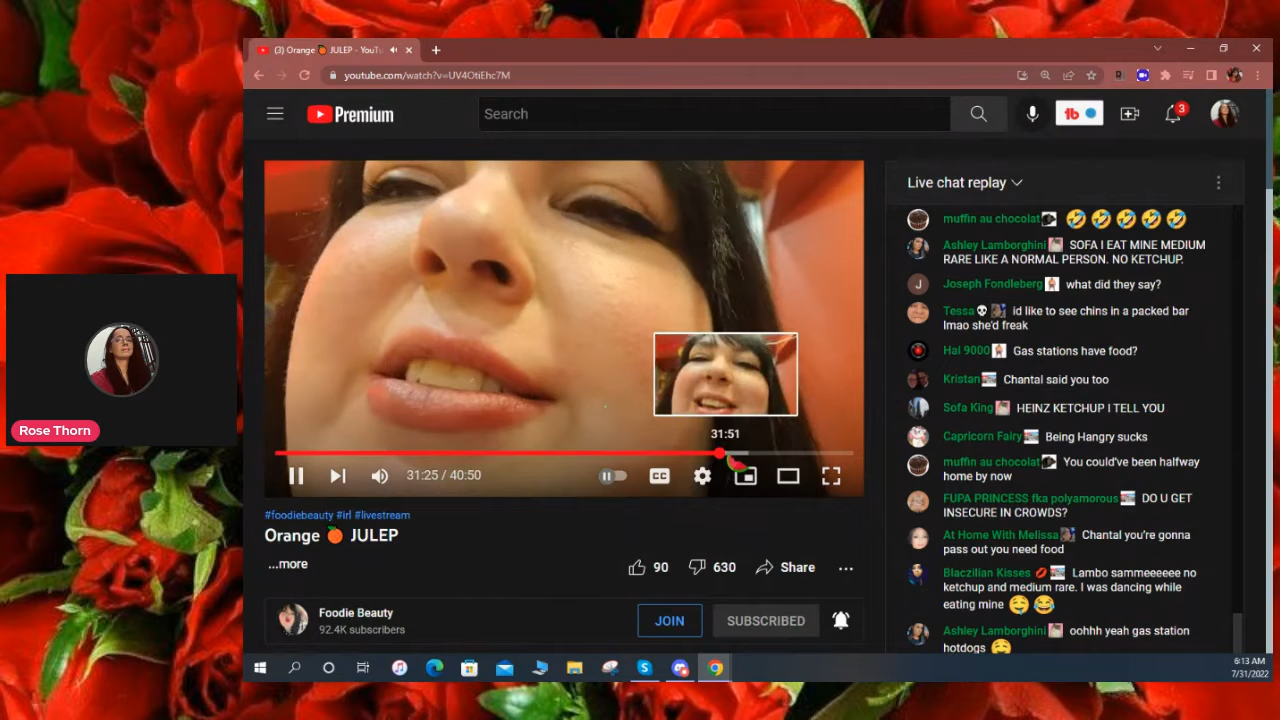 (3) Orange 🍊 JULEP - YouTu
youtube.com/watch?v=UV4OtiEhc7M
Premium
Search
3
Live chat replay
muffin au chocolat 🤣🤣🤣🤣🤣
Ashley Lamborghini SOFA I EAT MINE MEDIUM
RARE LIKE A NORMAL PERSON. NO KETCHUP.
J Joseph Fondleberg what did they say?
Tessa💀 id like to see chins in a packed bar
lmao she'd freak
Hal 9000 Gas stations have food?
Kristan Chantal said you too
Sofa King HEINZ KETCHUP I TELL YOU
Capricorn Fairy Being Hangry sucks
muffin au chocolat You could've been halfway
home by now
FUPA PRINCESS fka polyamorous DO U GET
INSECURE IN CROWDS?
At Home With Melissa Chantal you're gonna
pass out you need food
Blaczilian Kisses 💋 Lambo sammeeeeee no
ketchup and medium rare. I was dancing while
eating mine 🤤😂
Ashley Lamborghini oohhh yeah gas station
hotdogs 🤤
Rose Thorn
31:51
31:25 / 40:50
CC
#foodiebeauty #irl #livestream
Orange 🍊 JULEP
...more
90
630
Share
Foodie Beauty
92.4K subscribers
JOIN
SUBSCRIBED
6:13 AM
7/31/2022